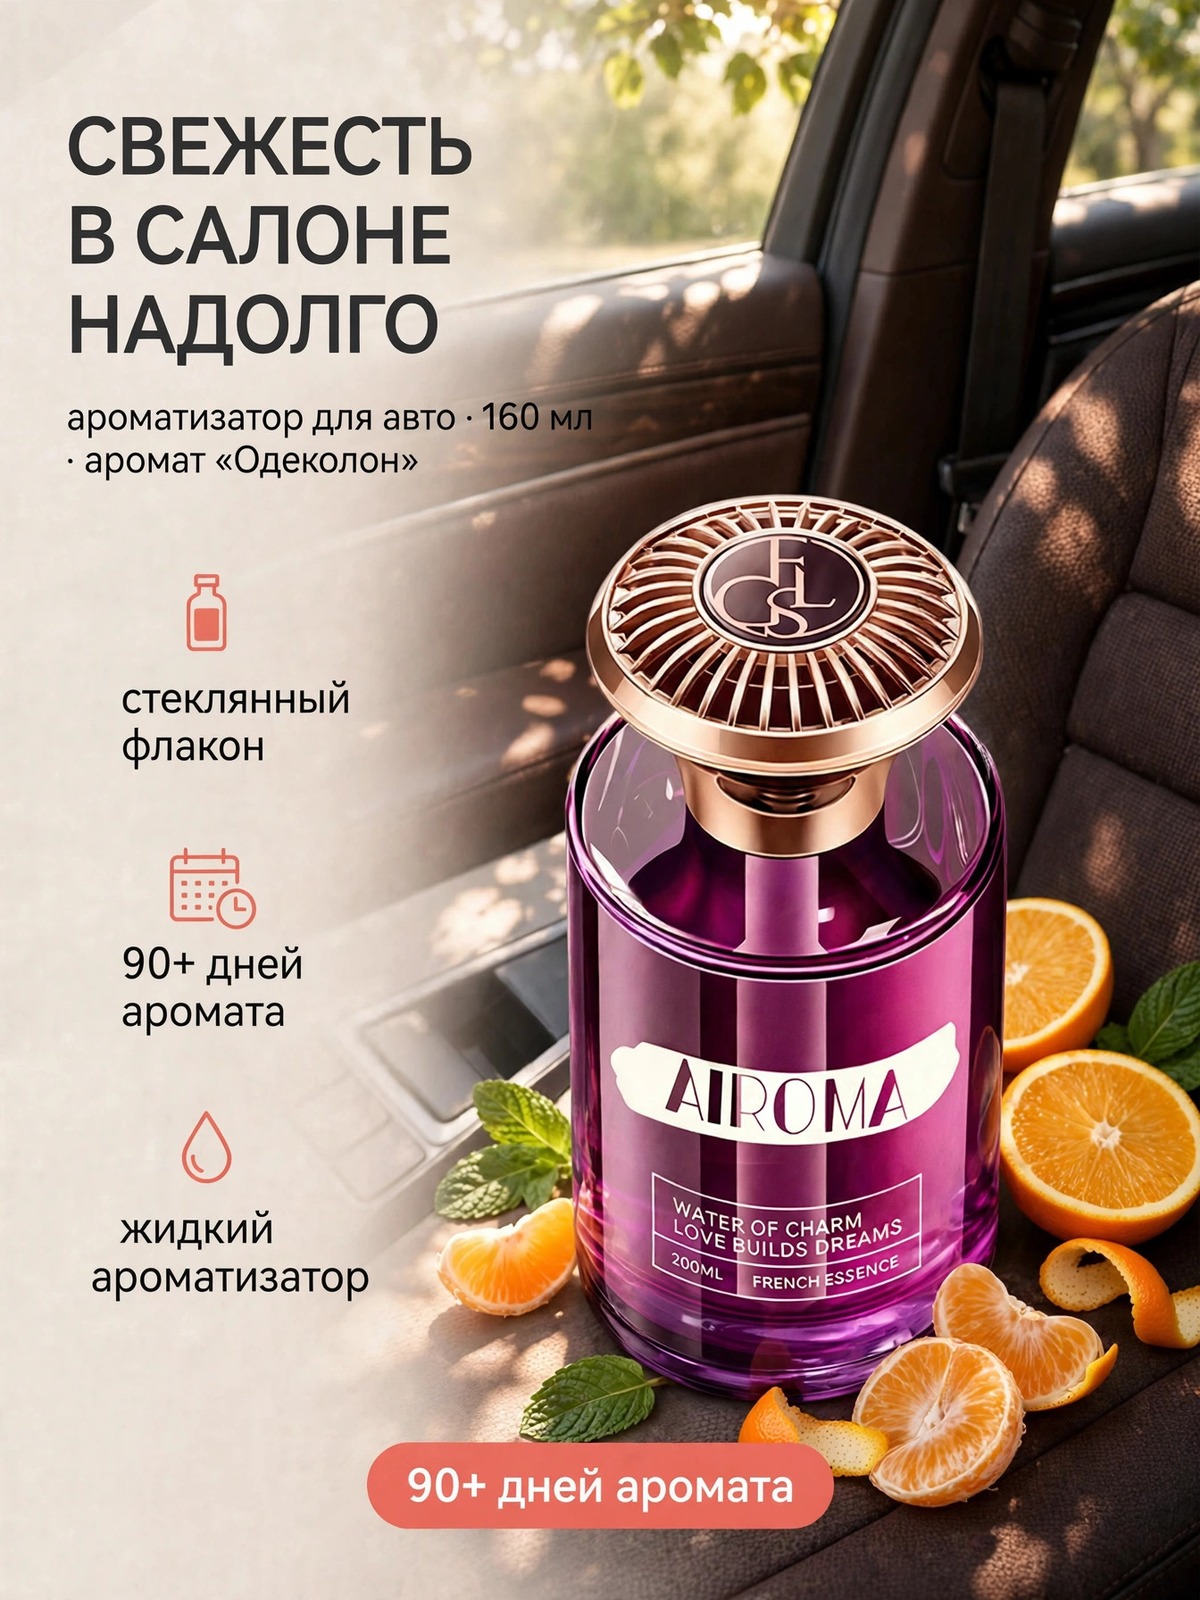 СВЕЖЕСТЬ
В САЛОНЕ
НАДОЛГО
ароматизатор для авто · 160 мл
· аромат «Одеколон»
стеклянный
флакон
90+ дней
аромата
жидкий
ароматизатор
AIROMA
WATER OF CHARM
LOVE BUILDS DREAMS
200ML FRENCH ESSENCE
90+ дней аромата